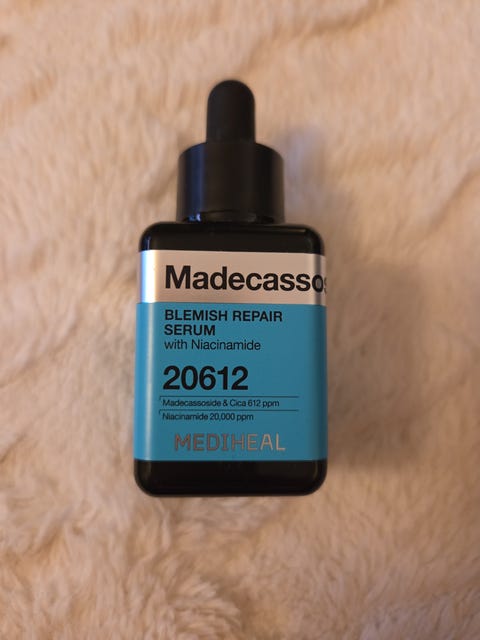 Madecassos
BLEMISH REPAIR
SERUM
with Niacinamide
20612
Madecassoside & Cica 612 ppm
Niacinamide 20,000 ppm
MEDIHEAL